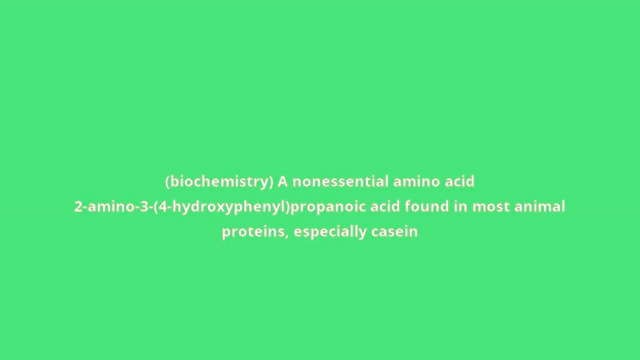 (biochemistry) A nonessential amino acid
2-amino-3-(4-hydroxyphenyl)propanoic acid found in most animal
proteins, especially casein